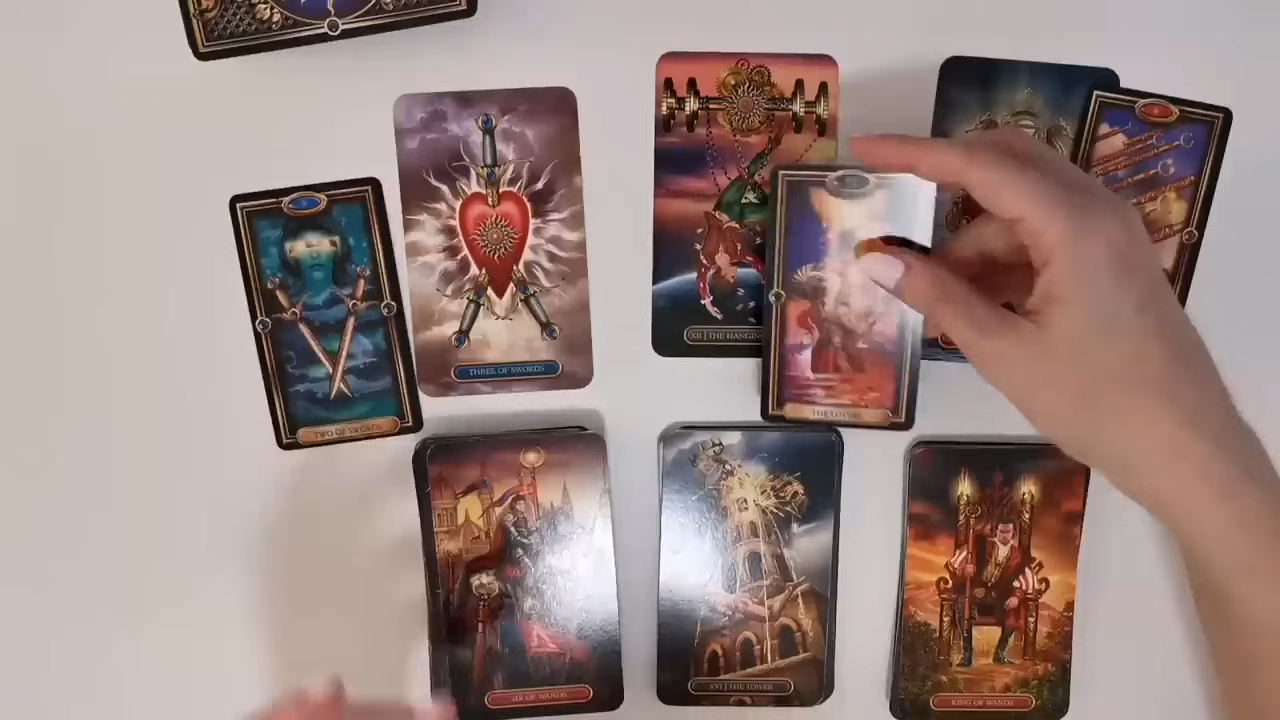 THREE OF SWORDS
XII | THE HANGING
TWO OF SWORDS
THE LOVERS
SIX OF WANDS
XVI | THE TOWER
KING OF WANDS